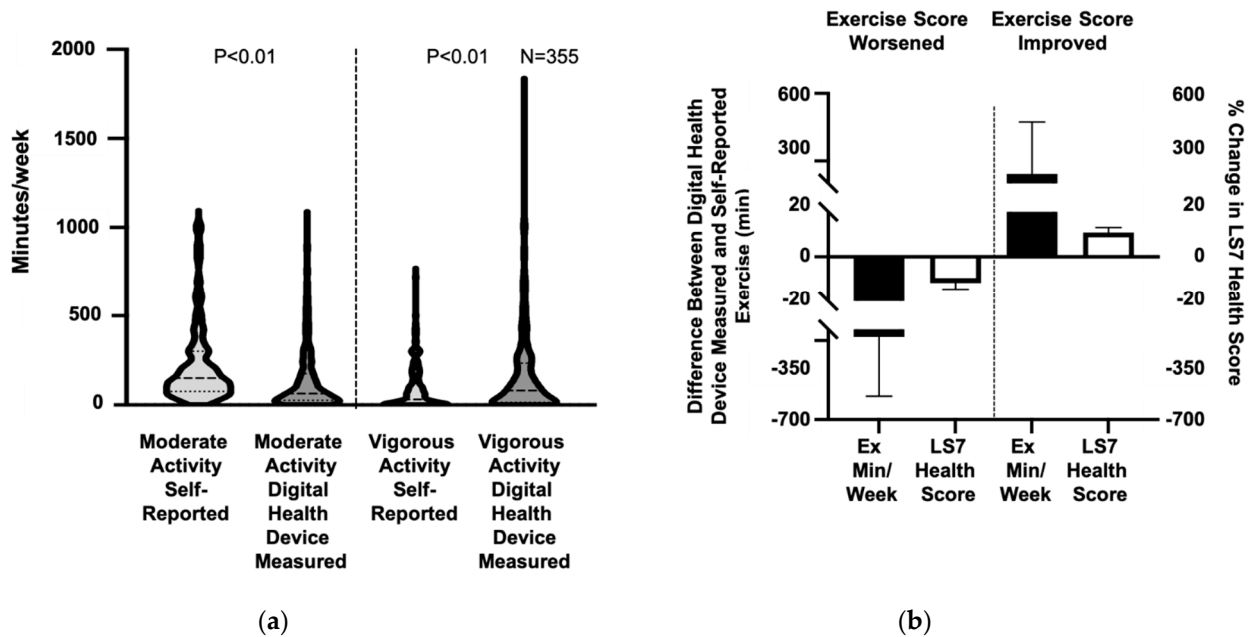 P<0.01
P<0.01 N=355
Minutes/week
2000
1500
1000
500
0
Moderate
Activity
Self-
Reported
Moderate
Activity
Digital
Health
Device
Measured
Vigorous
Activity
Self-
Reported
Vigorous
Activity
Digital
Health
Device
Measured
(a)
Exercise Score
Worsened
Exercise Score
Improved
Difference Between Digital Health
Device Measured and Self-Reported
Exercise (min)
600
300
20
0
-20
-350
-700
600
300
20
0
-20
-350
-700
% Change in LS7 Health
Score
Ex
Min/
Week
LS7
Health
Score
Ex
Min/
Week
LS7
Health
Score
(b)